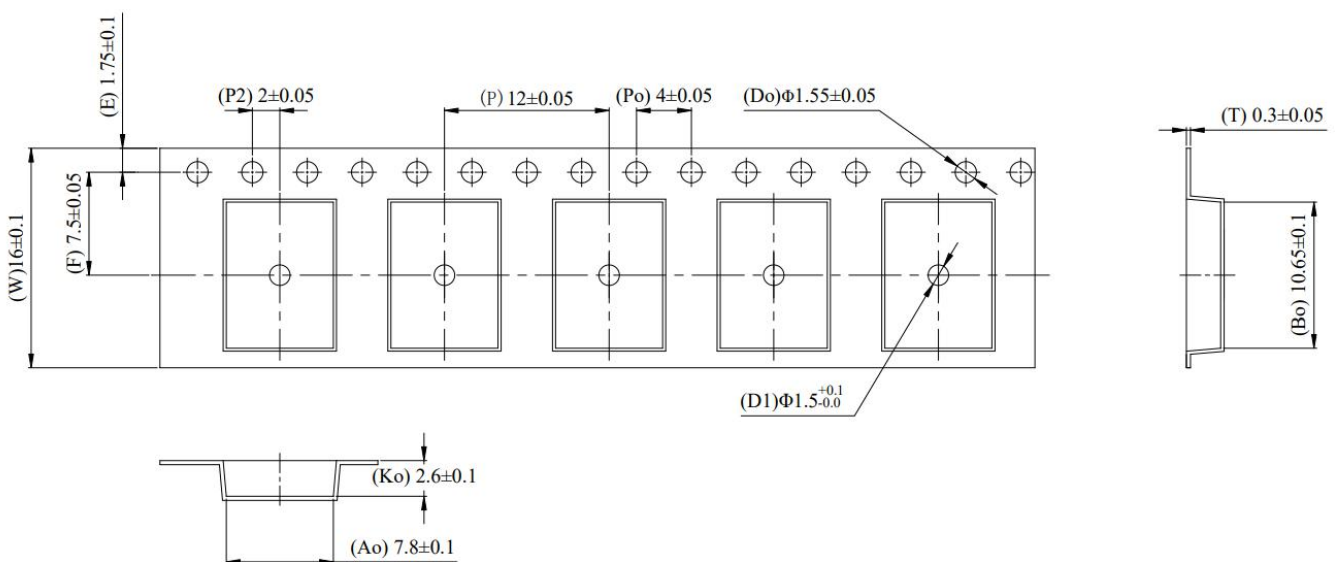 (E) 1.75±0.1
(P2) 2±0.05
(P) 12±0.05
(Po) 4±0.05
(Do)Φ1.55±0.05
(T) 0.3±0.05
(W)16±0.1
(F) 7.5±0.05
(Bo) 10.65±0.1
(D1)Φ1.5+0.1-0.0
(Ko) 2.6±0.1
(Ao) 7.8±0.1